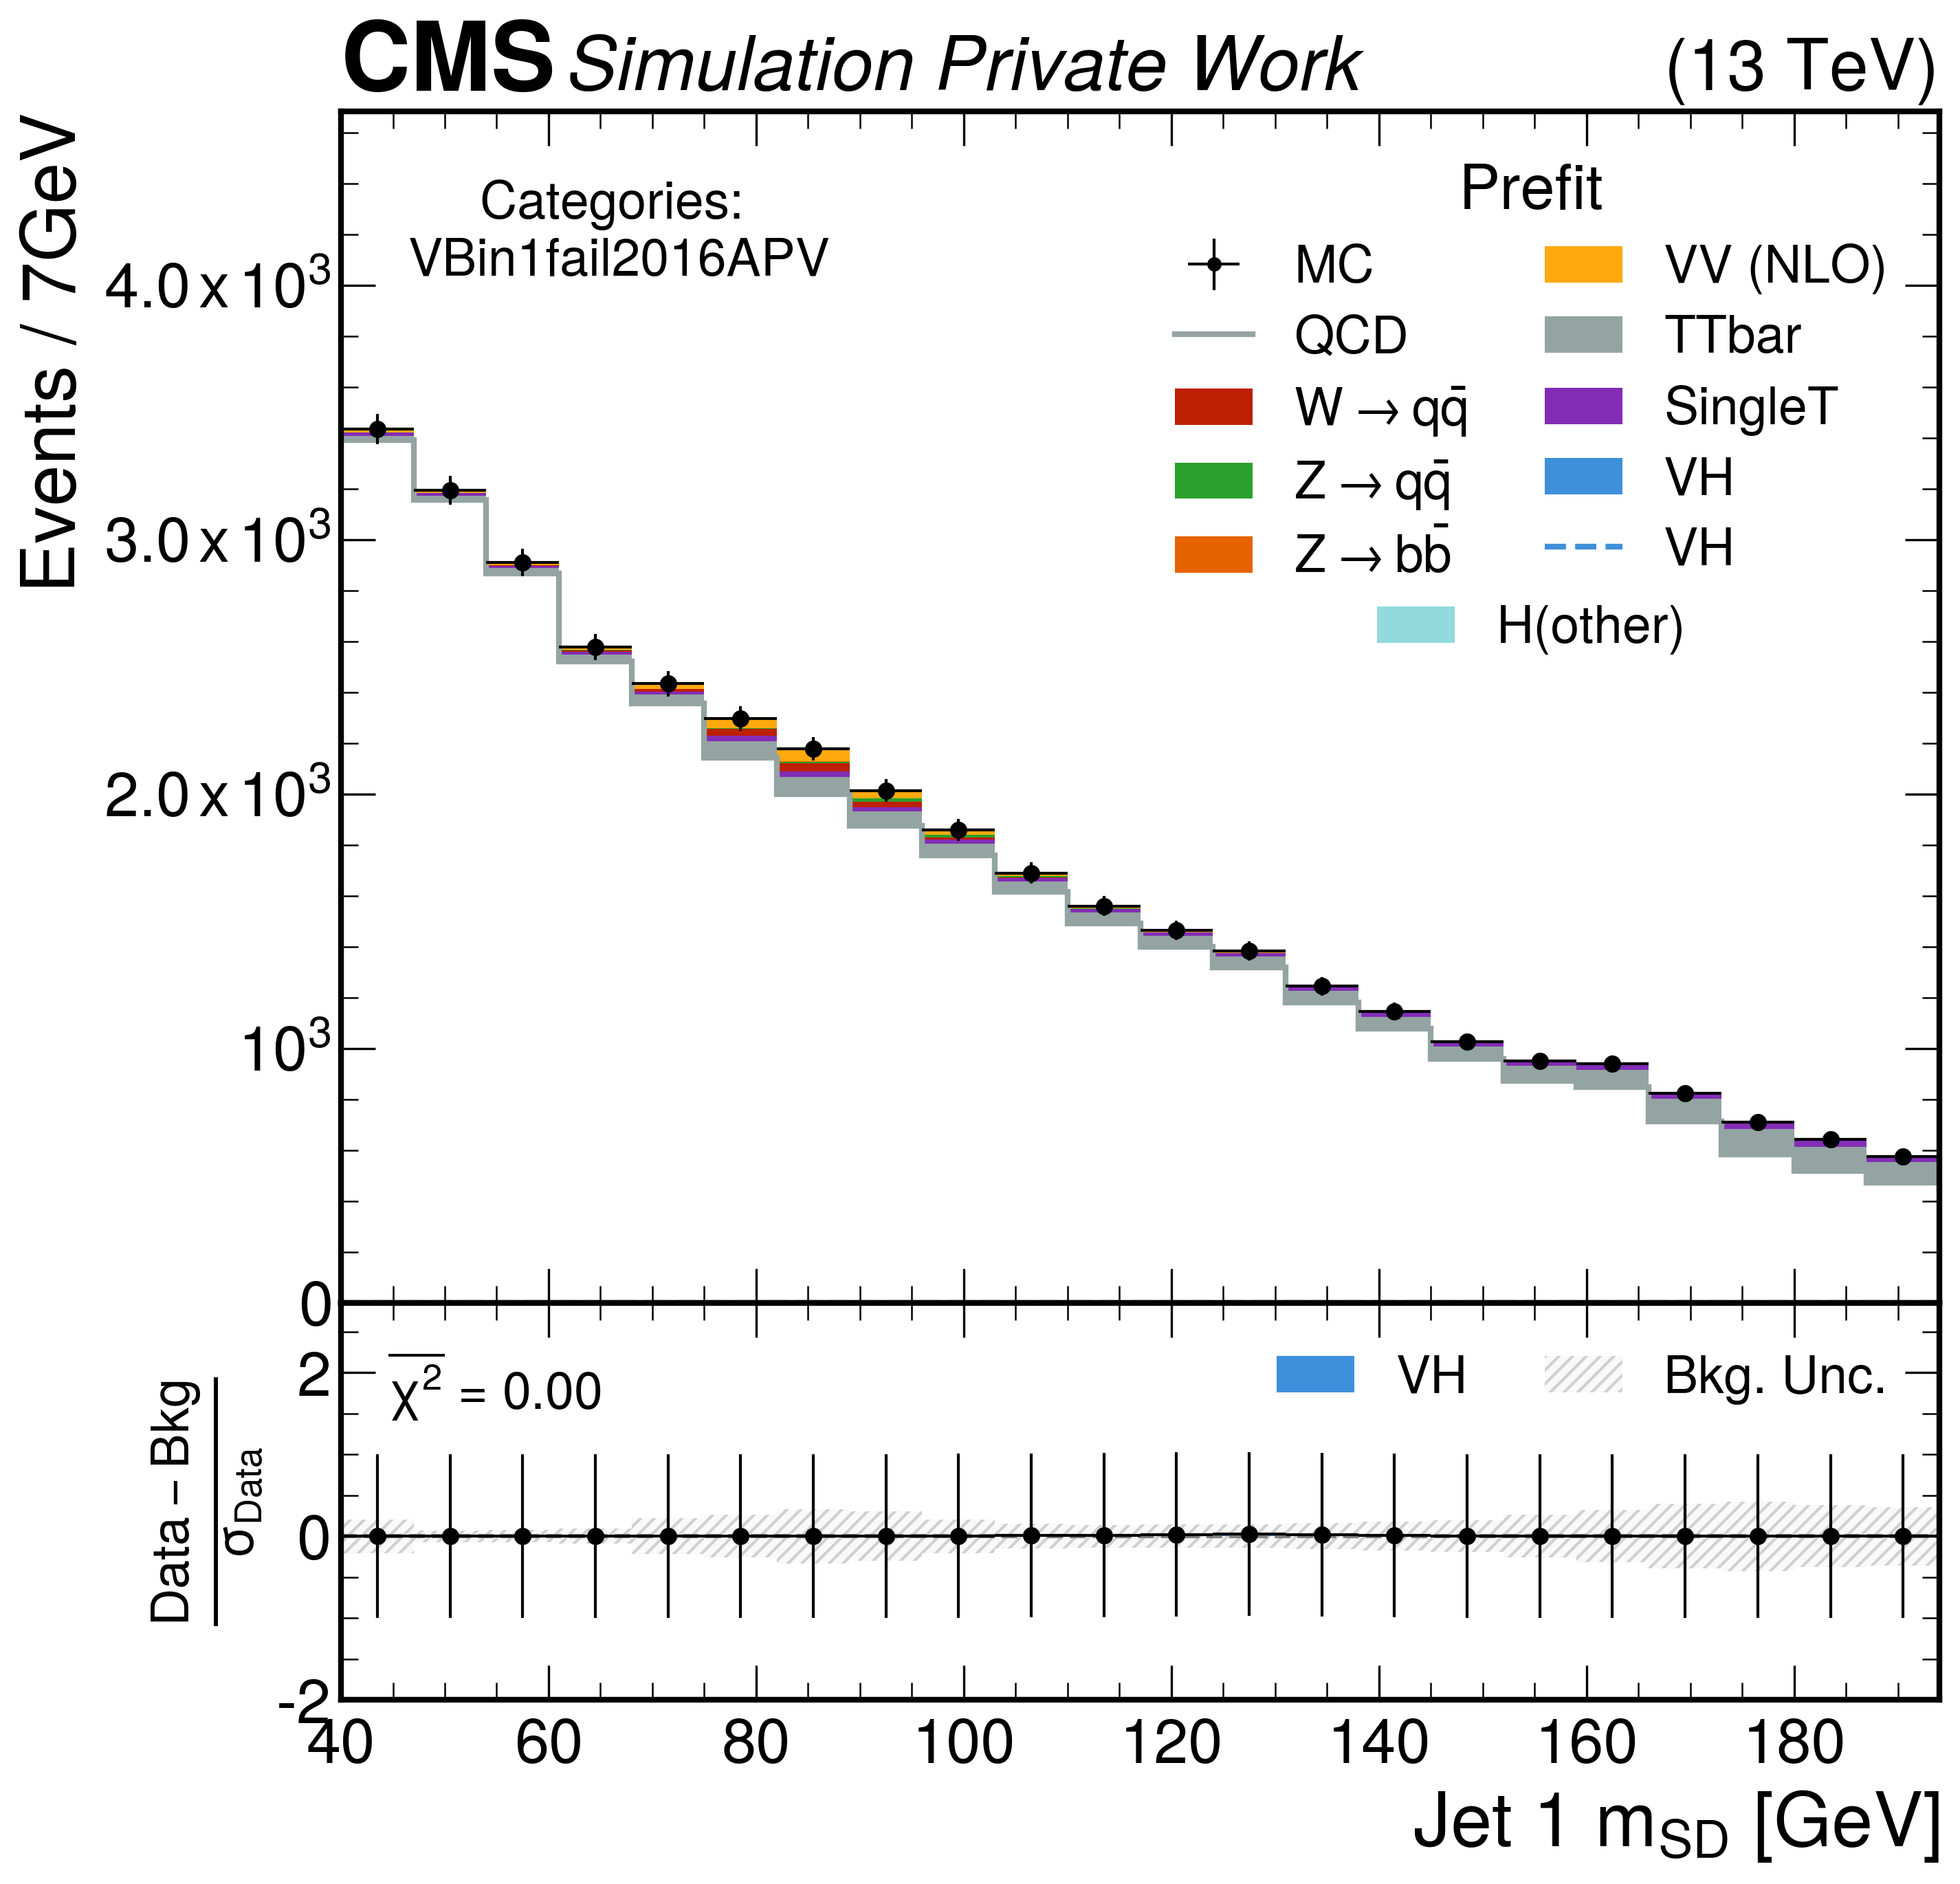 CMS Simulation Private Work (13 TeV)
Events / 7GeV
Categories:
VBin1fail2016APV
Prefit
MC
QCD
W → qq̄
Z → qq̄
Z → bb̄
VV (NLO)
TTbar
SingleT
VH
VH
H(other)
4.0 x 10³
3.0 x 10³
2.0 x 10³
10³
0
χ² = 0.00
VH
Bkg. Unc.
Data – Bkg
σData
2
0
-2
40 60 80 100 120 140 160 180
Jet 1 mSD [GeV]